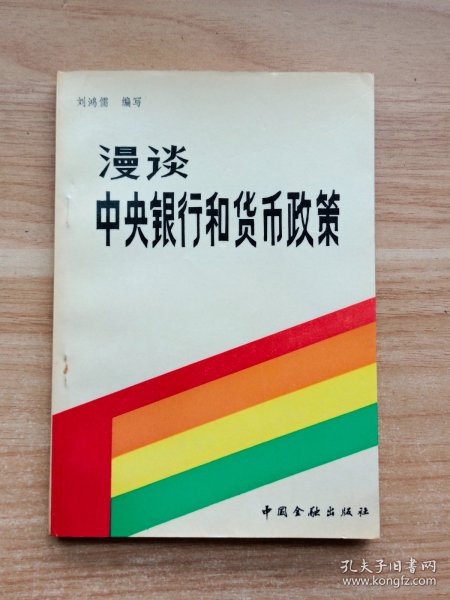 刘鸿儒 编写
漫谈
中央银行和货币政策
中国金融出版社
孔夫子旧书网
www.kongfz.com